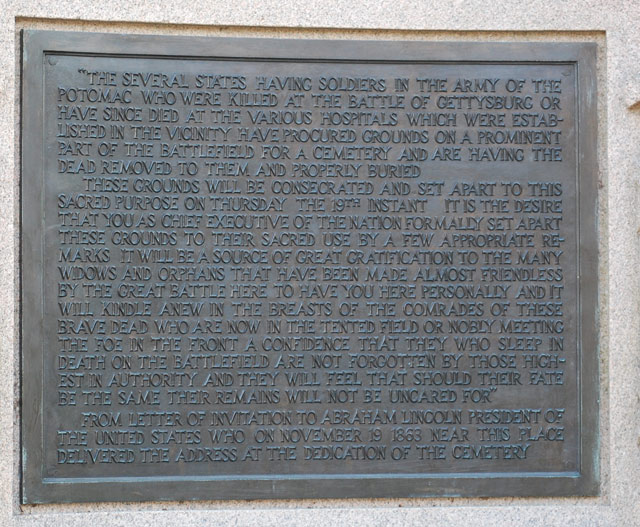 "THE SEVERAL STATES HAVING SOLDIERS IN THE ARMY OF THE
POTOMAC WHO WERE KILLED AT THE BATTLE OF GETTYSBURG OR
HAVE SINCE DIED AT THE VARIOUS HOSPITALS WHICH WERE ESTAB-
LISHED IN THE VICINITY HAVE PROCURED GROUNDS ON A PROMINENT
PART OF THE BATTLEFIELD FOR A CEMETERY AND ARE HAVING THE
DEAD REMOVED TO THEM AND PROPERLY BURIED
THESE GROUNDS WILL BE CONSECRATED AND SET APART TO THIS
SACRED PURPOSE ON THURSDAY THE 19TH INSTANT IT IS THE DESIRE
THAT YOU AS CHIEF EXECUTIVE OF THE NATION FORMALLY SET APART
THESE GROUNDS TO THEIR SACRED USE BY A FEW APPROPRIATE RE-
MARKS IT WILL BE A SOURCE OF GREAT GRATIFICATION TO THE MANY
WIDOWS AND ORPHANS THAT HAVE BEEN MADE ALMOST FRIENDLESS
BY THE GREAT BATTLE HERE TO HAVE YOU HERE PERSONALLY AND IT
WILL KINDLE ANEW IN THE BREASTS OF THE COMRADES OF THESE
BRAVE DEAD WHO ARE NOW IN THE TENTED FIELD OR NOBLY MEETING
THE FOE IN THE FRONT A CONFIDENCE THAT THEY WHO SLEEP IN
DEATH ON THE BATTLEFIELD ARE NOT FORGOTTEN BY THOSE HIGH-
EST IN AUTHORITY AND THEY WILL FEEL THAT SHOULD THEIR FATE
BE THE SAME THEIR REMAINS WILL NOT BE UNCARED FOR"
FROM LETTER OF INVITATION TO ABRAHAM LINCOLN PRESIDENT OF
THE UNITED STATES WHO ON NOVEMBER 19 1863 NEAR THIS PLACE
DELIVERED THE ADDRESS AT THE DEDICATION OF THE CEMETERY